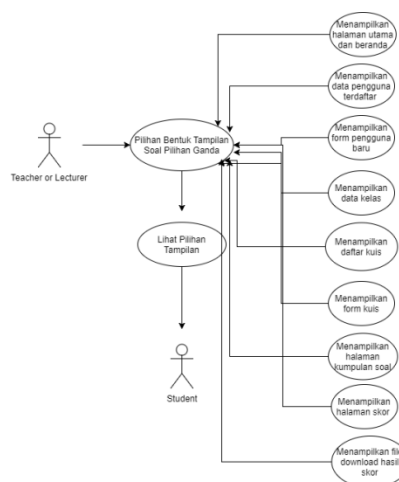 Menampilkan
halaman utama
dan beranda
Menampilkan
data pengguna
terdaftar
Pilihan Bentuk Tampilan
Soal Pilihan Ganda
Menampilkan
form pengguna
baru
Teacher or Lecturer
Menampilkan
data kelas
Lihat Pilihan
Tampilan
Menampilkan
daftar kuis
Menampilkan
form kuis
Menampilkan
halaman
kumpulan soal
Student
Menampilkan
halaman skor
Menampilkan file
download hasil
skor